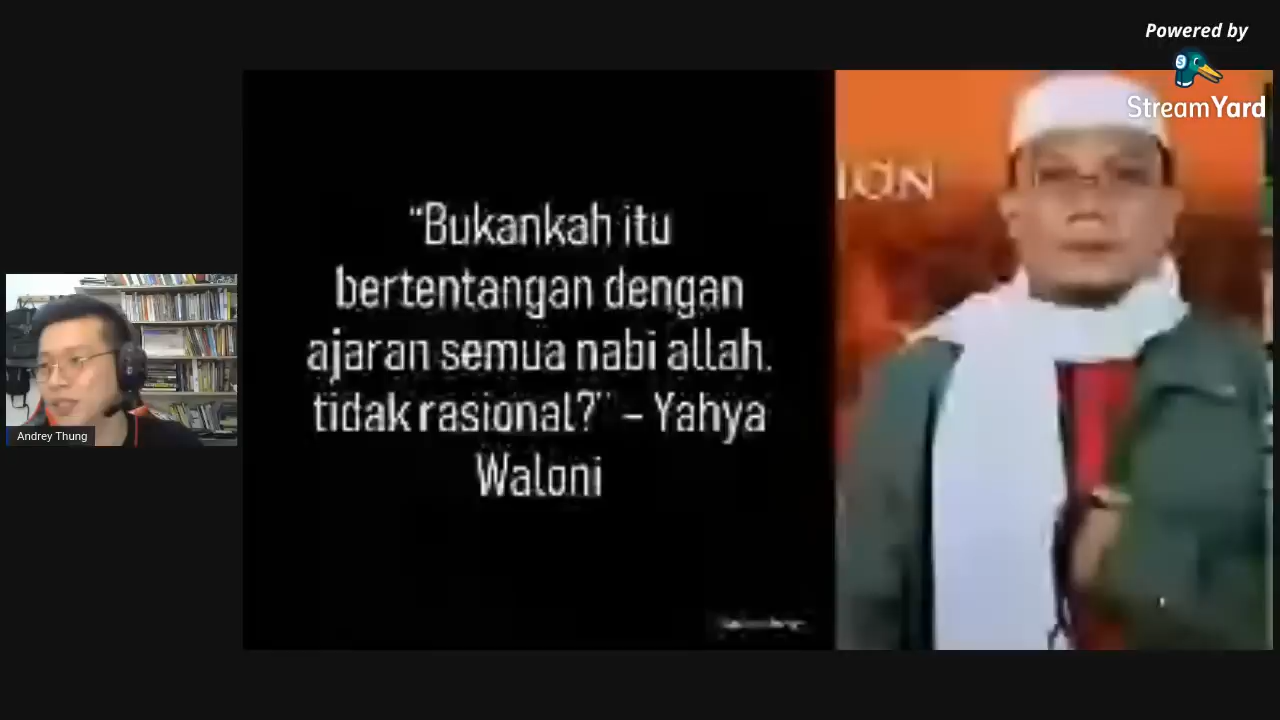 Powered by
StreamYard
ION
"Bukankah itu
bertentangan dengan
ajaran semua nabi allah.
tidak rasional?" – Yahya
Waloni
Andrey Thung